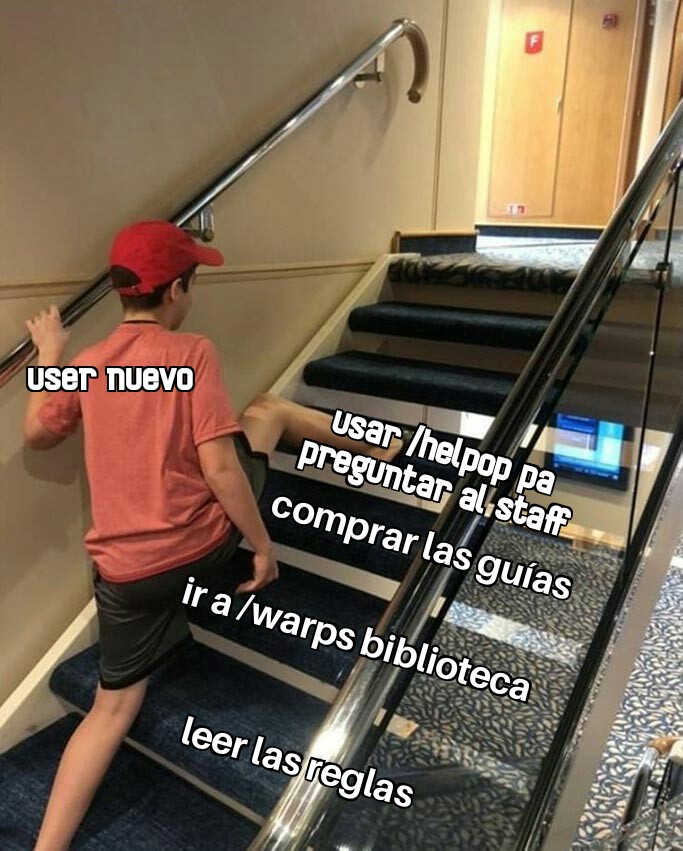 F
user nuevo
usar /helpop pa
preguntar al staff
comprar las guías
ir a /warps biblioteca
leer las reglas